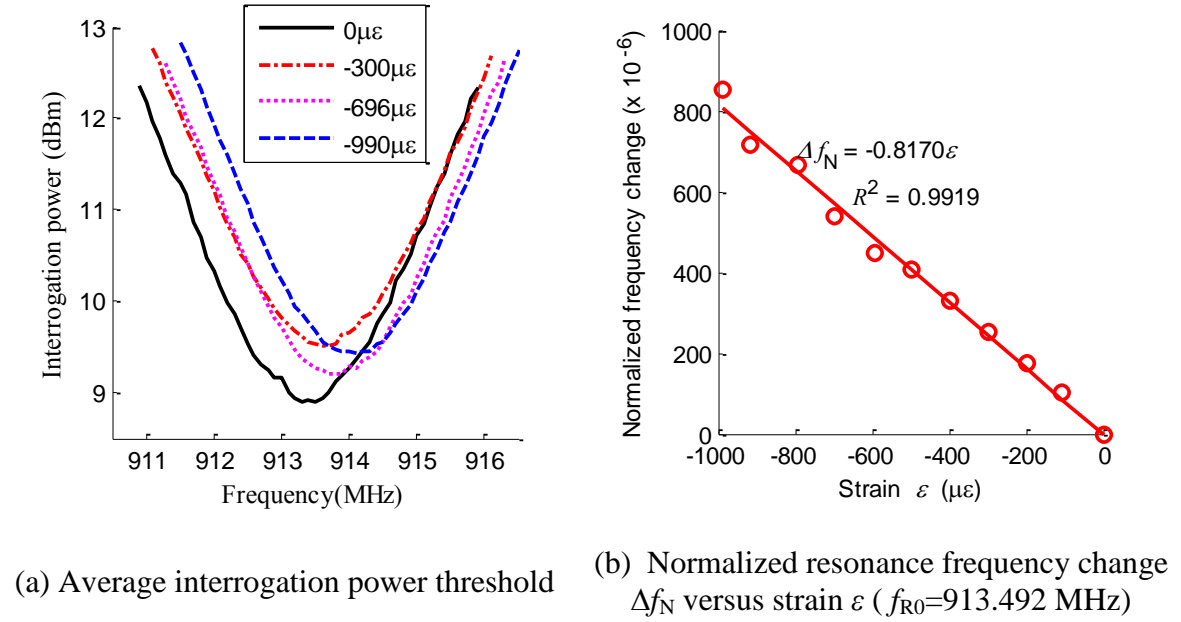 13
12
11
10
9
Interrogation power (dBm)
0με
-300με
-696με
-990με
911 912 913 914 915 916
Frequency(MHz)
1000
800
600
400
200
0
Normalized frequency change (x 10 -6)
Δf N = -0.8170ε
R2 = 0.9919
-1000 -800 -600 -400 -200 0
Strain ε (με)
(a) Average interrogation power threshold
(b) Normalized resonance frequency change
ΔfN versus strain ε ( fR0=913.492 MHz)